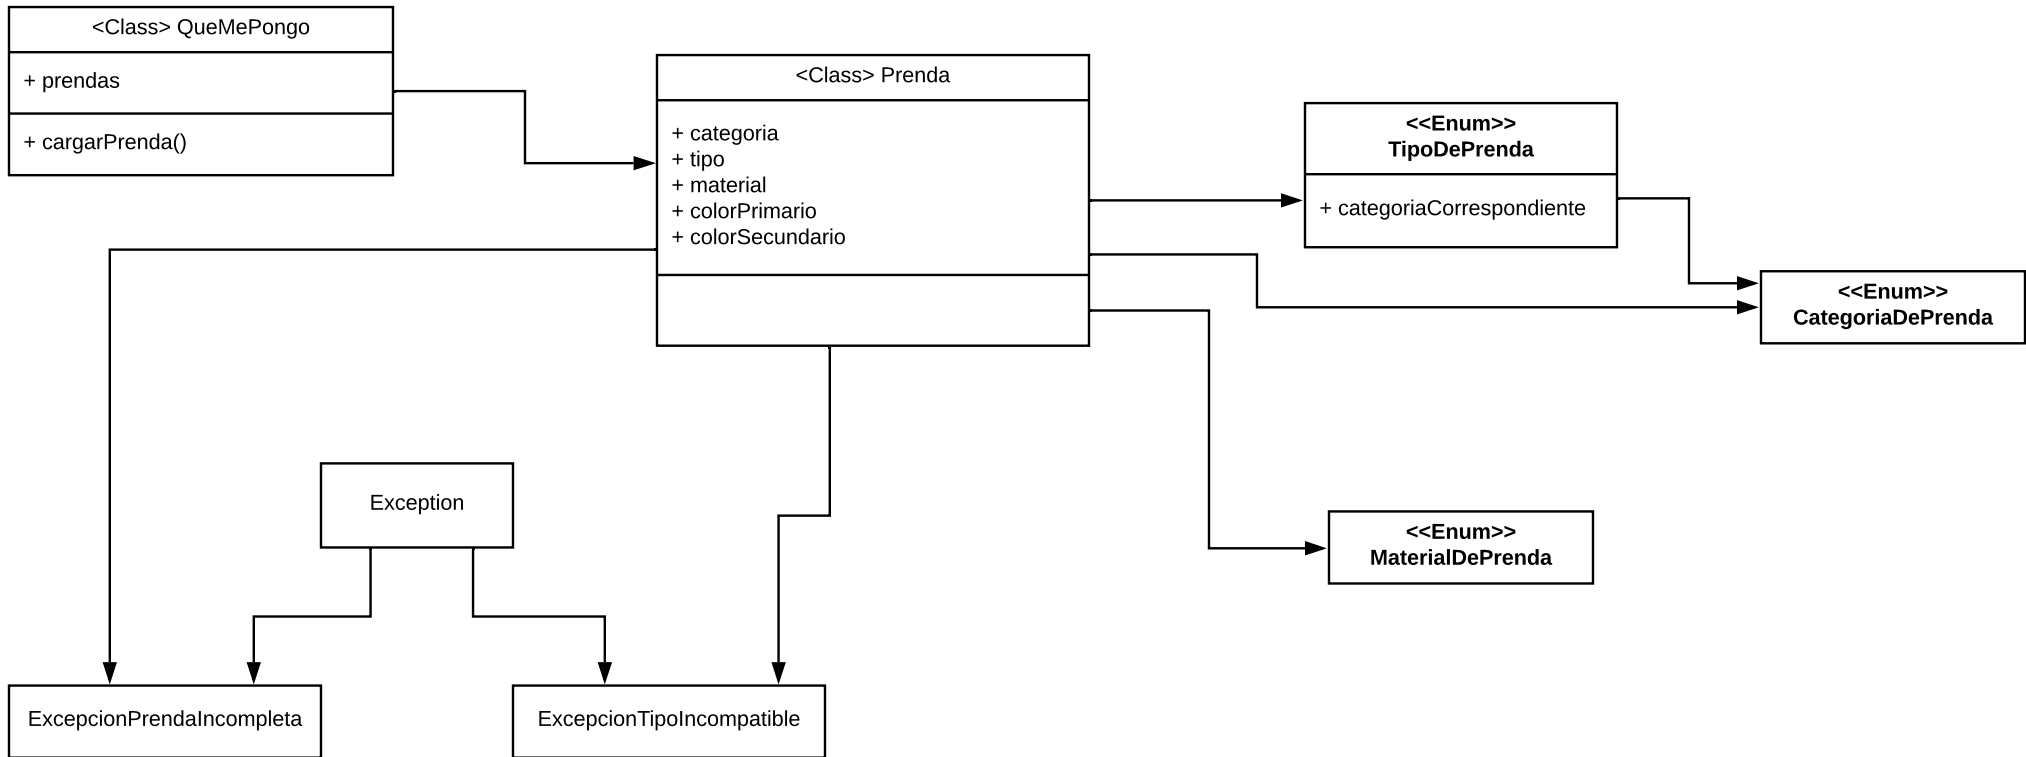 <Class> QueMePongo
+ prendas
+ cargarPrenda()
<Class> Prenda
+ categoria
+ tipo
+ material
+ colorPrimario
+ colorSecundario
<<Enum>>
TipoDePrenda
+ categoriaCorrespondiente
<<Enum>>
CategoriaDePrenda
Exception
<<Enum>>
MaterialDePrenda
ExcepcionPrendaIncompleta
ExcepcionTipoIncompatible